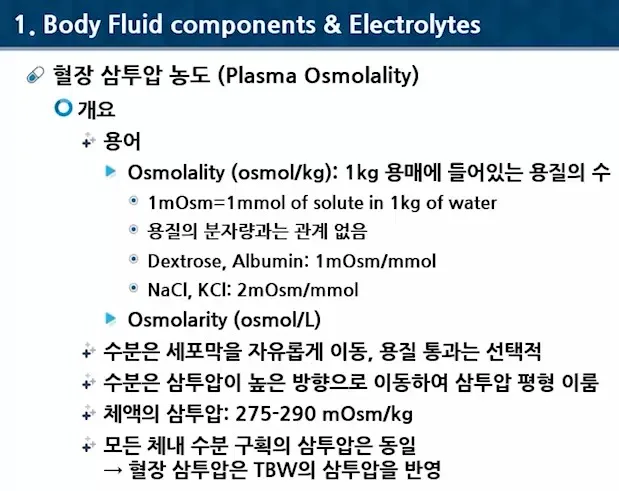 1. Body Fluid components & Electrolytes
혈장 삼투압 농도 (Plasma Osmolality)
개요
용어
Osmolality (osmol/kg): 1kg 용매에 들어있는 용질의 수
1mOsm=1mmol of solute in 1kg of water
용질의 분자량과는 관계 없음
Dextrose, Albumin: 1mOsm/mmol
NaCl, KCl: 2mOsm/mmol
Osmolarity (osmol/L)
수분은 세포막을 자유롭게 이동, 용질 통과는 선택적
수분은 삼투압이 높은 방향으로 이동하여 삼투압 평형 이룸
체액의 삼투압: 275-290 mOsm/kg
모든 체내 수분 구획의 삼투압은 동일
→ 혈장 삼투압은 TBW의 삼투압을 반영